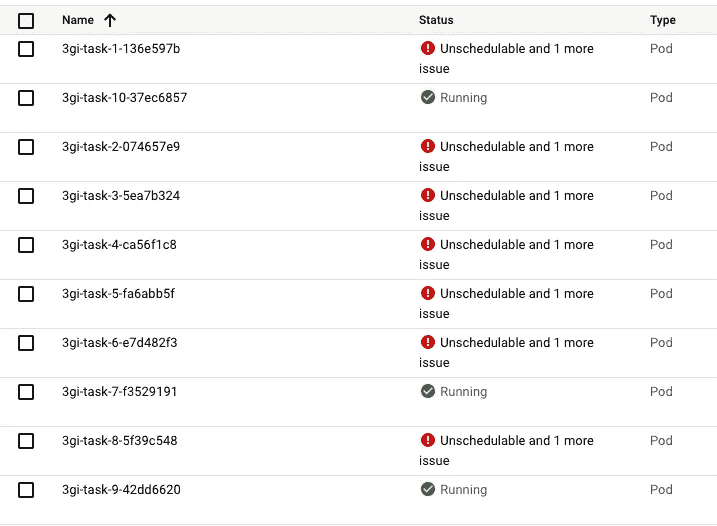 Name ↑ Status Type
3gi-task-1-136e597b Unschedulable and 1 more Pod
issue
3gi-task-10-37ec6857 Running Pod
3gi-task-2-074657e9 Unschedulable and 1 more Pod
issue
3gi-task-3-5ea7b324 Unschedulable and 1 more Pod
issue
3gi-task-4-ca56f1c8 Unschedulable and 1 more Pod
issue
3gi-task-5-fa6abb5f Unschedulable and 1 more Pod
issue
3gi-task-6-e7d482f3 Unschedulable and 1 more Pod
issue
3gi-task-7-f3529191 Running Pod
3gi-task-8-5f39c548 Unschedulable and 1 more Pod
issue
3gi-task-9-42dd6620 Running Pod